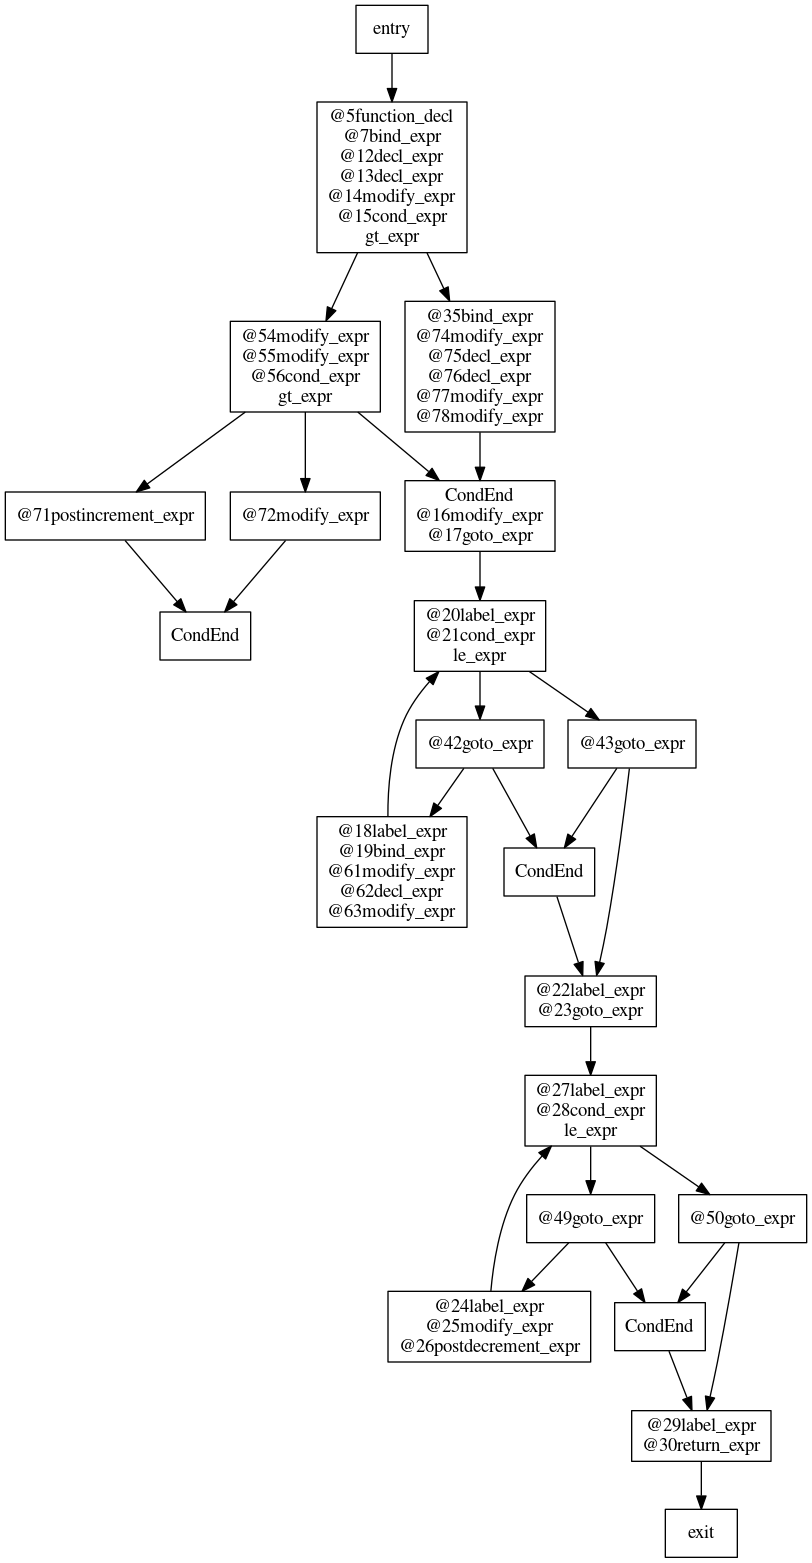 entry
@5function_decl
@7bind_expr
@12decl_expr
@13decl_expr
@14modify_expr
@15cond_expr
gt_expr
@54modify_expr
@55modify_expr
@56cond_expr
gt_expr
@35bind_expr
@74modify_expr
@75decl_expr
@76decl_expr
@77modify_expr
@78modify_expr
@71postincrement_expr
@72modify_expr
CondEnd
@16modify_expr
@17goto_expr
CondEnd
@20label_expr
@21cond_expr
le_expr
@42goto_expr
@43goto_expr
@18label_expr
@19bind_expr
@61modify_expr
@62decl_expr
@63modify_expr
CondEnd
@22label_expr
@23goto_expr
@27label_expr
@28cond_expr
le_expr
@49goto_expr
@50goto_expr
@24label_expr
@25modify_expr
@26postdecrement_expr
CondEnd
@29label_expr
@30return_expr
exit